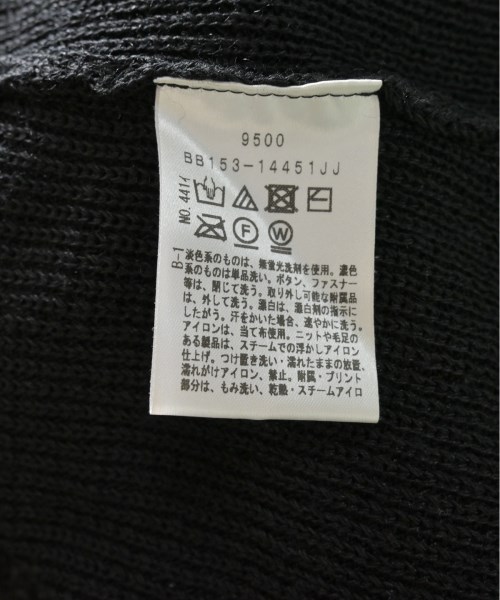 9500
BB153-14451JJ
NO.4414
F
W
B-1
淡色系のものは、無蛍光洗剤を使用。濃色
系のものは単品洗い。ボタン、ファスナー
等は、閉じて洗う。取り外し可能な附属品
は、外して洗う。漂白は、漂白剤の指示に
したがう。汗をかいた場合、速やかに洗う。
アイロンは、当て布使用。ニットや毛足の
ある製品は、スチームでの浮かしアイロン
仕上げ。つけ置き洗い・濡れたままの放置、
濡れがけアイロン、禁止。附属・プリント
部分は、もみ洗い、乾燥・スチームアイロ